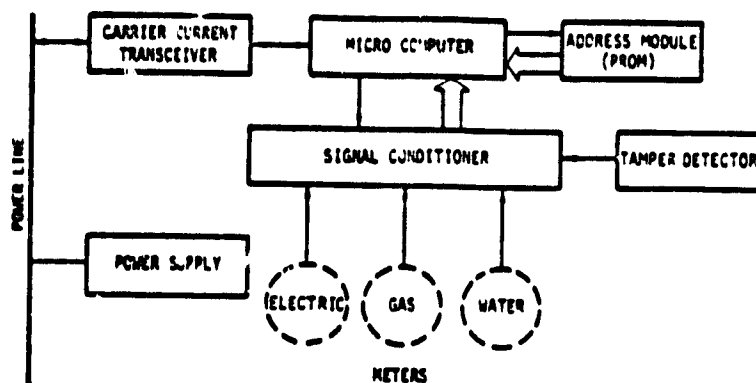 CARRIER CURRENT
TRANSCEIVER
MICRO COMPUTER
ADDRESS MODULE
(PROM)
SIGNAL CONDITIONER
TAMPER DETECTOR
POWER LINE
POWER SUPPLY
ELECTRIC
GAS
WATER
METERS